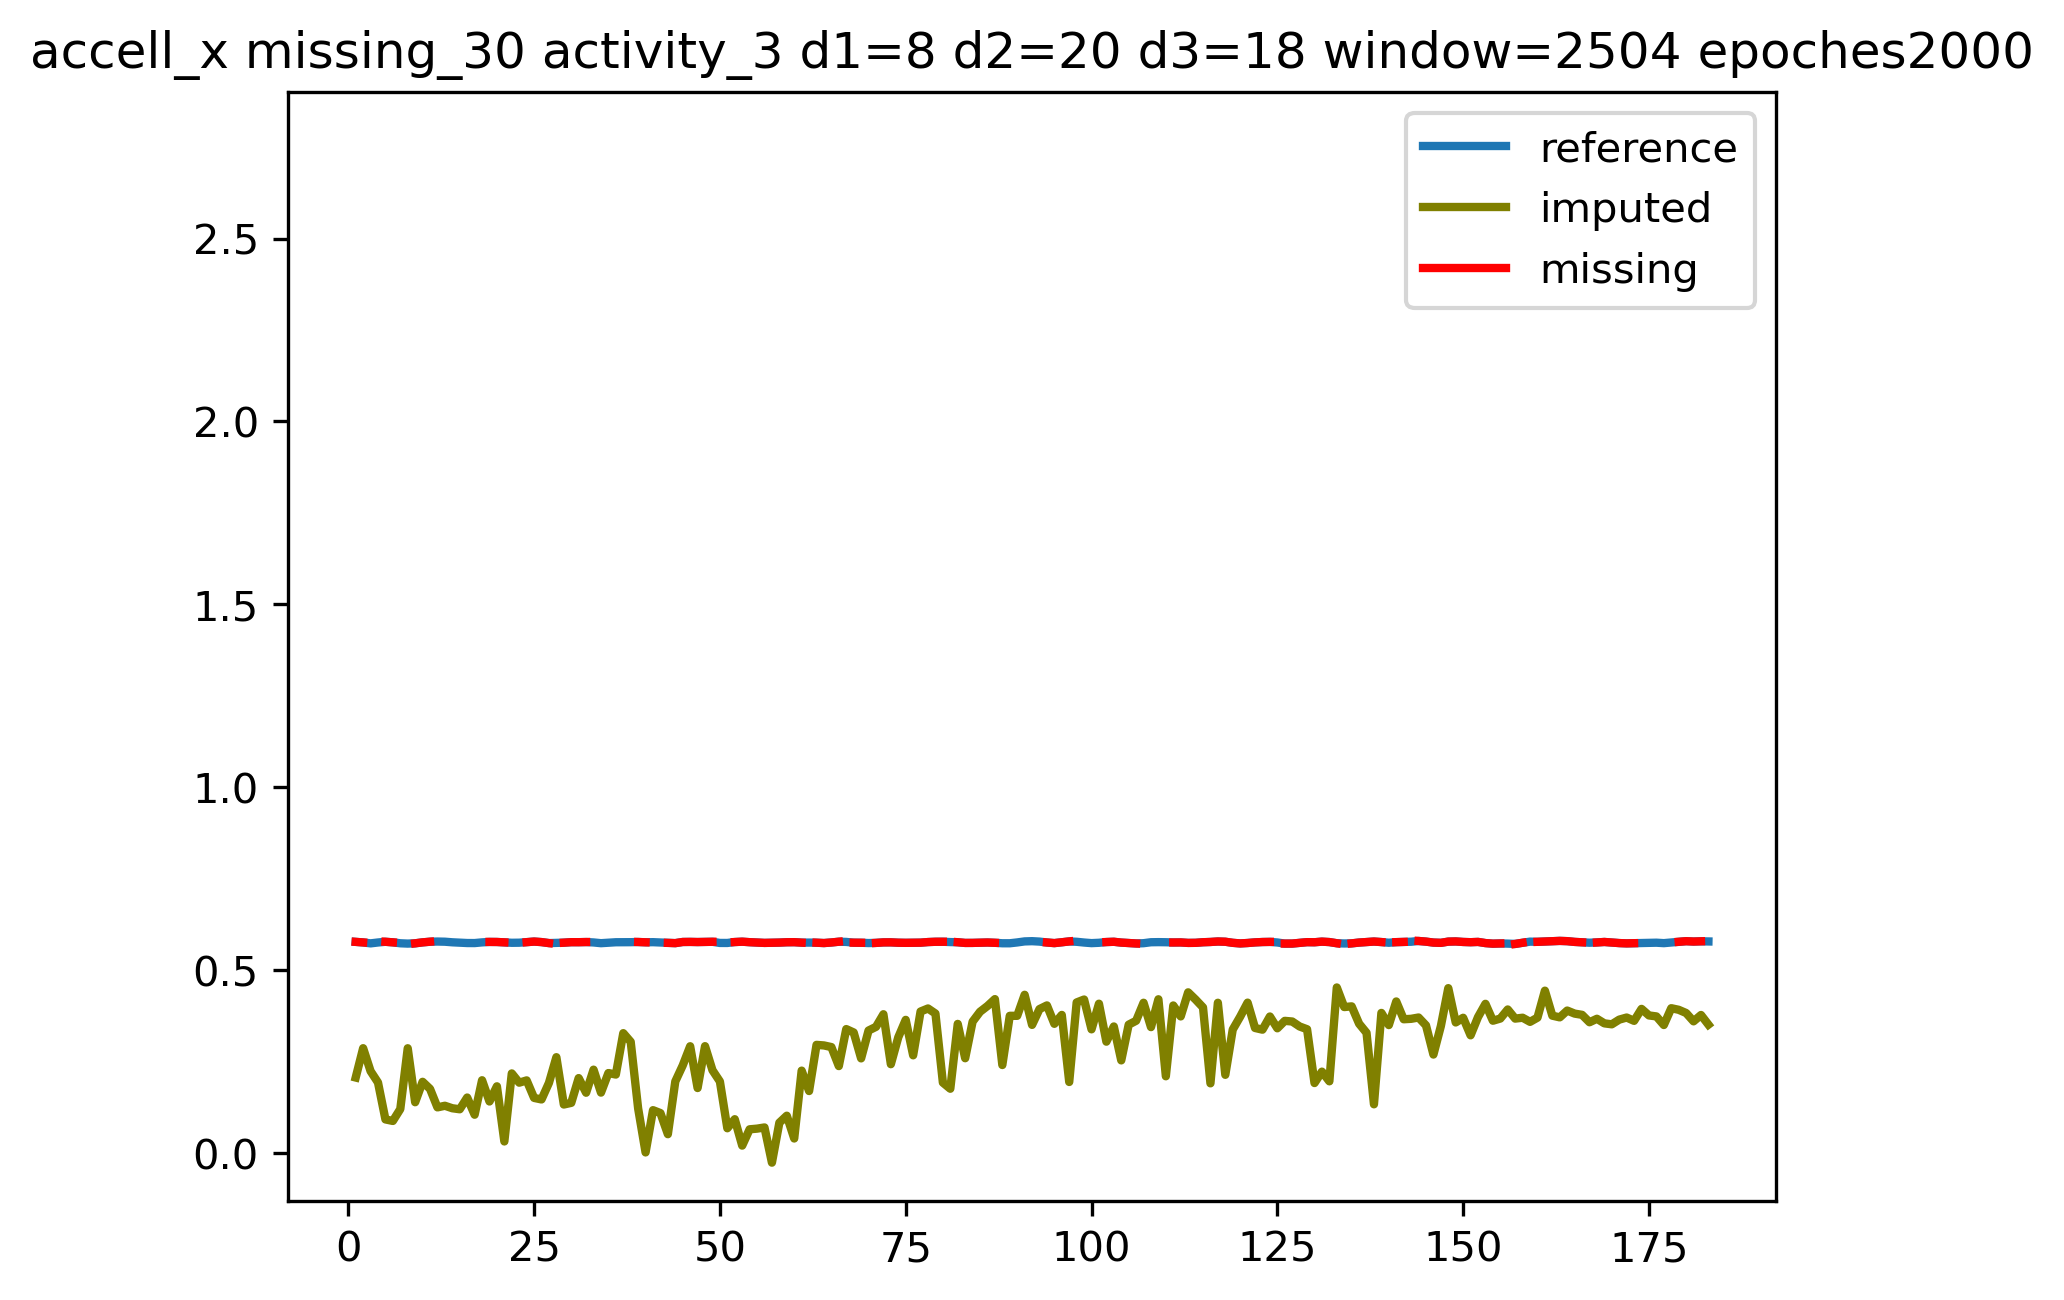 accell_x missing_30 activity_3 d1=8 d2=20 d3=18 window=2504 epoches2000
reference
imputed
missing
2.5
2.0
1.5
1.0
0.5
0.0
0 25 50 75 100 125 150 175